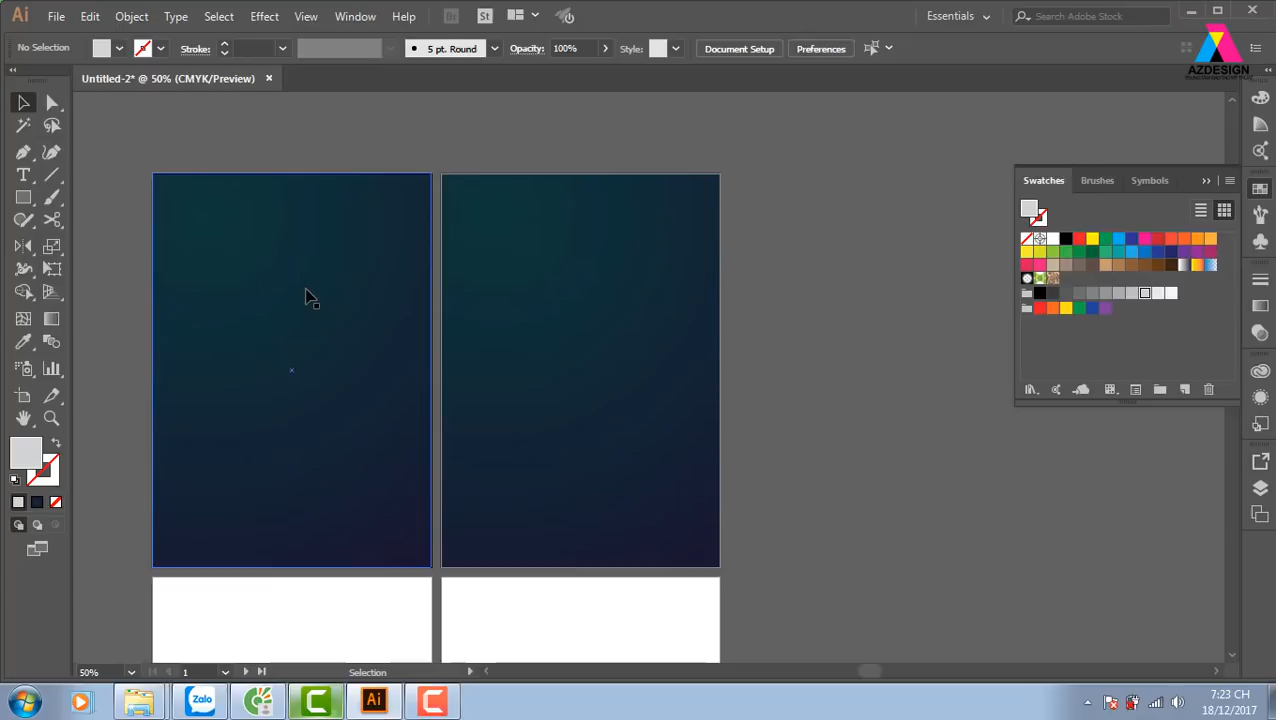 Ai File Edit Object Type Select Effect View Window Help Br St Essentials Search Adobe Stock
No Selection Stroke: 5 pt. Round Opacity: 100% Style: Document Setup Preferences
AZDESIGN
Untitled-2* @ 50% (CMYK/Preview)
Swatches Brushes Symbols
50% 1 Selection
Zalo Ai 7:23 CH
18/12/2017